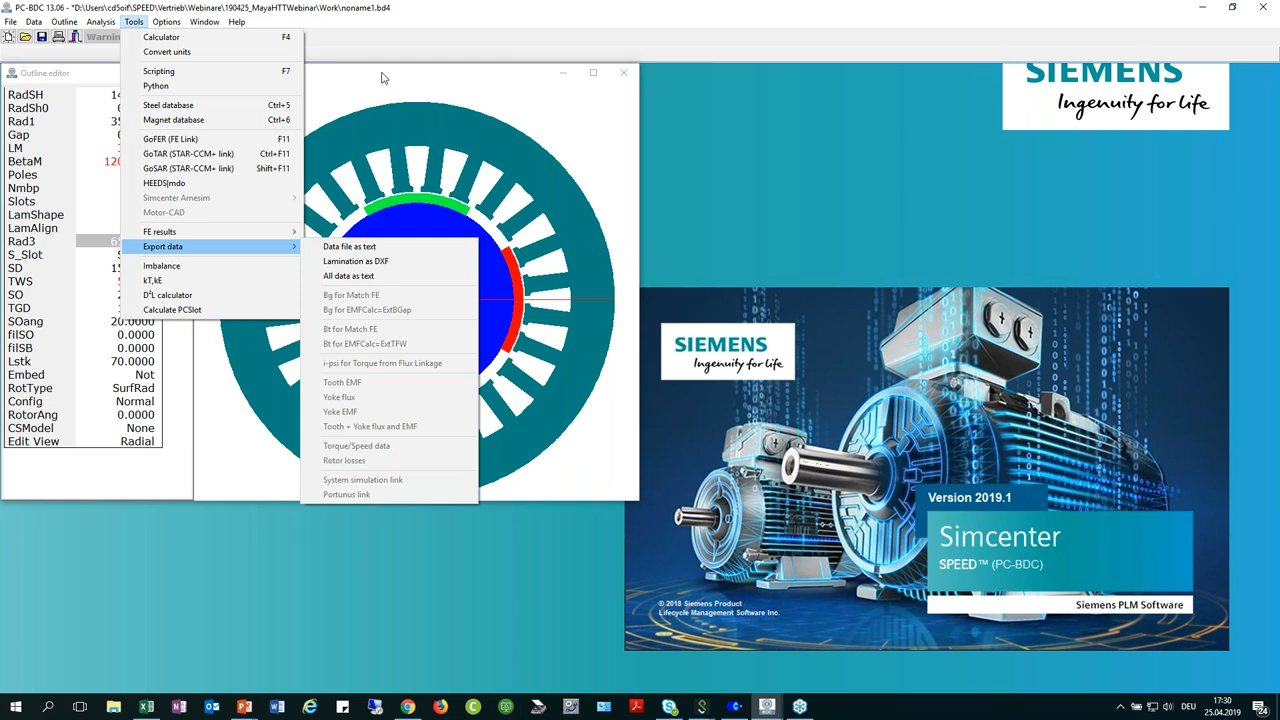 PC-BDC 13.06 - *D:\Users\cd5oif\SPEED\Vertrieb\Webinare\190425_MayaHTTWebinar\Work\noname1.bd4
File Data Outline Analysis Tools Options Window Help
Warnin
Calculator F4
Convert units
Scripting F7
Python
Steel database Ctrl+5
Magnet database Ctrl+6
GoFER (FE Link) F11
GoTAR (STAR-CCM+ link) Ctrl+F11
GoSAR (STAR-CCM+ link) Shift+F11
HEEDS|mdo
Simcenter Amesim
Motor-CAD
FE results
Export data
Imbalance
kT,kE
D²L calculator
Calculate PCSlot
Data file as text
Lamination as DXF
All data as text
Bg for Match FE
Bg for EMFCalc=ExtBGap
Bt for Match FE
Bt for EMFCalc=ExtTFW
i-psi for Torque from Flux Linkage
Tooth EMF
Yoke flux
Yoke EMF
Tooth + Yoke flux and EMF
Torque/Speed data
Rotor losses
System simulation link
Portunus link
Outline editor
RadSH 14
RadSh0 0
Rad1 35
Gap 0
LM
BetaM 120
Poles
Nmbp
Slots
LamShape
LamAlign
Rad3 6
S_Slot
SD 15
TWS
SO
TGD
SOang 20.0000
filSO 0.0000
filSB 0.0000
Lstk 70.0000
Embed Not
RotType SurfRad
Config Normal
RotorAng 0.0000
CSModel None
Edit View Radial
SIEMENS
Ingenuity for life
SIEMENS
Ingenuity for life
Version 2019.1
Simcenter
SPEED™ (PC-BDC)
Siemens PLM Software
© 2018 Siemens Product
Lifecycle Management Software Inc.
DEU
17:30
25.04.2019
24